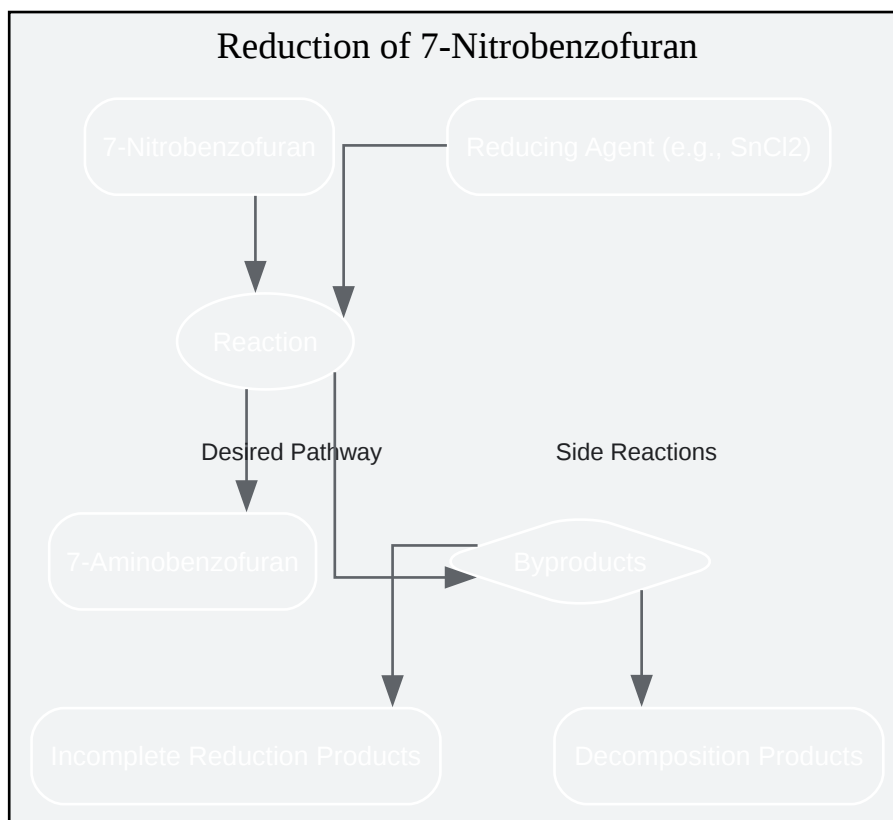 Reduction of 7-Nitrobenzofuran
7-Nitrobenzofuran
Reducing Agent (e.g., SnCl2)
Reaction
Desired Pathway
Side Reactions
7-Aminobenzofuran
Byproducts
Incomplete Reduction Products
Decomposition Products